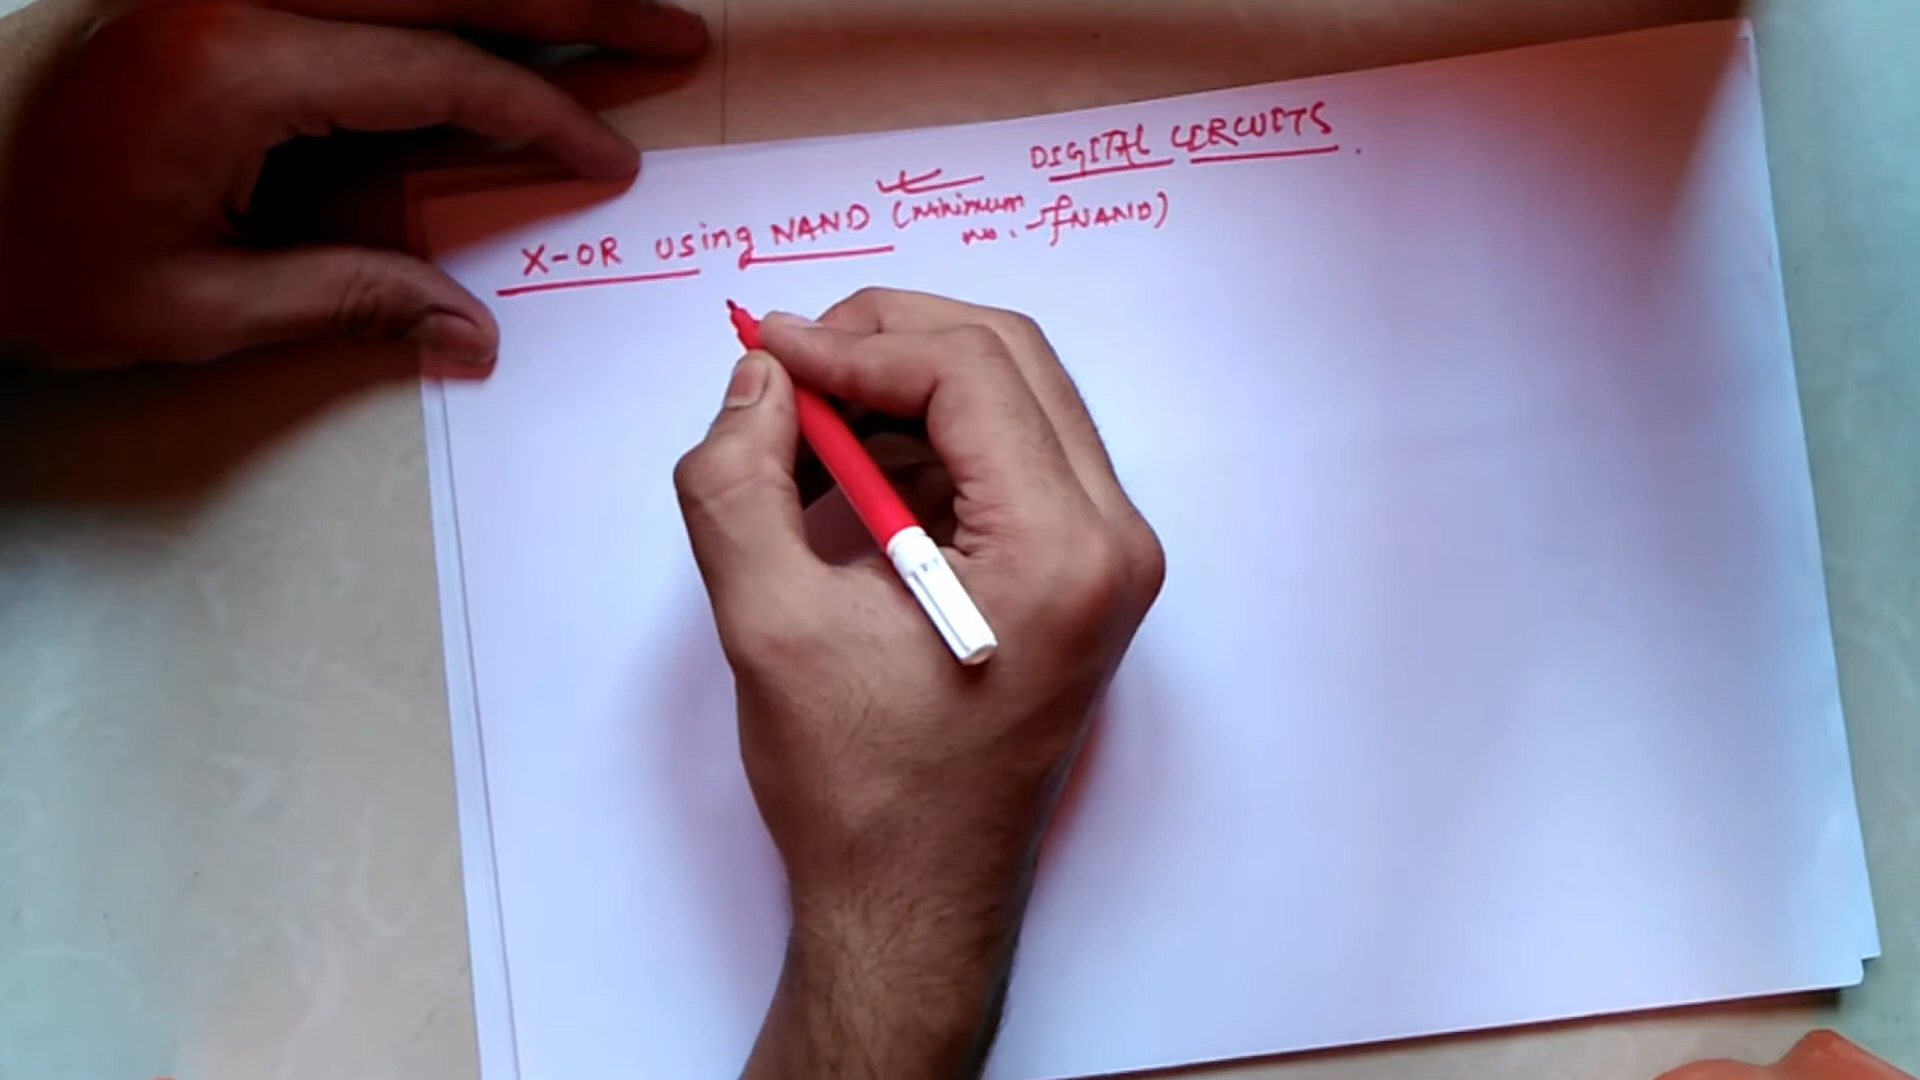 DIGITAL CIRCUITS.
X-OR using NAND (minimum
no. of NAND)